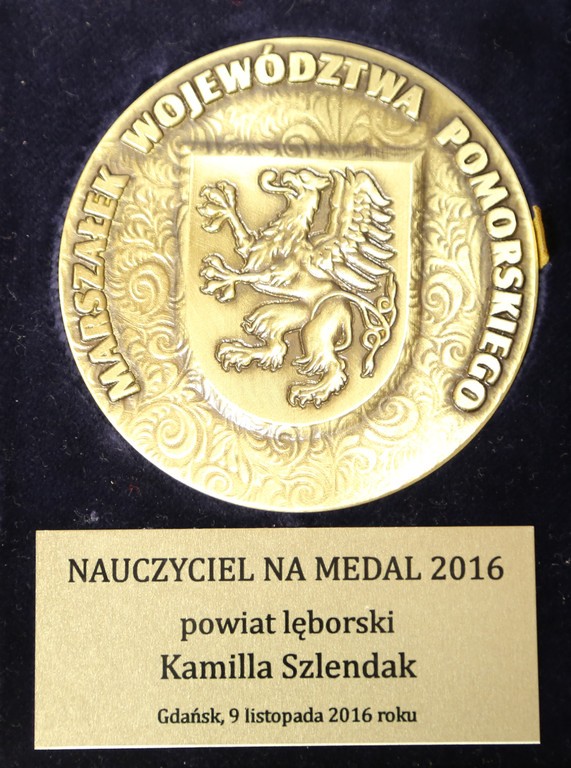 MARSZAŁEK WOJEWÓDZTWA POMORSKIEGO
NAUCZYCIEL NA MEDAL 2016
powiat lęborski
Kamilla Szlendak
Gdańsk, 9 listopada 2016 roku